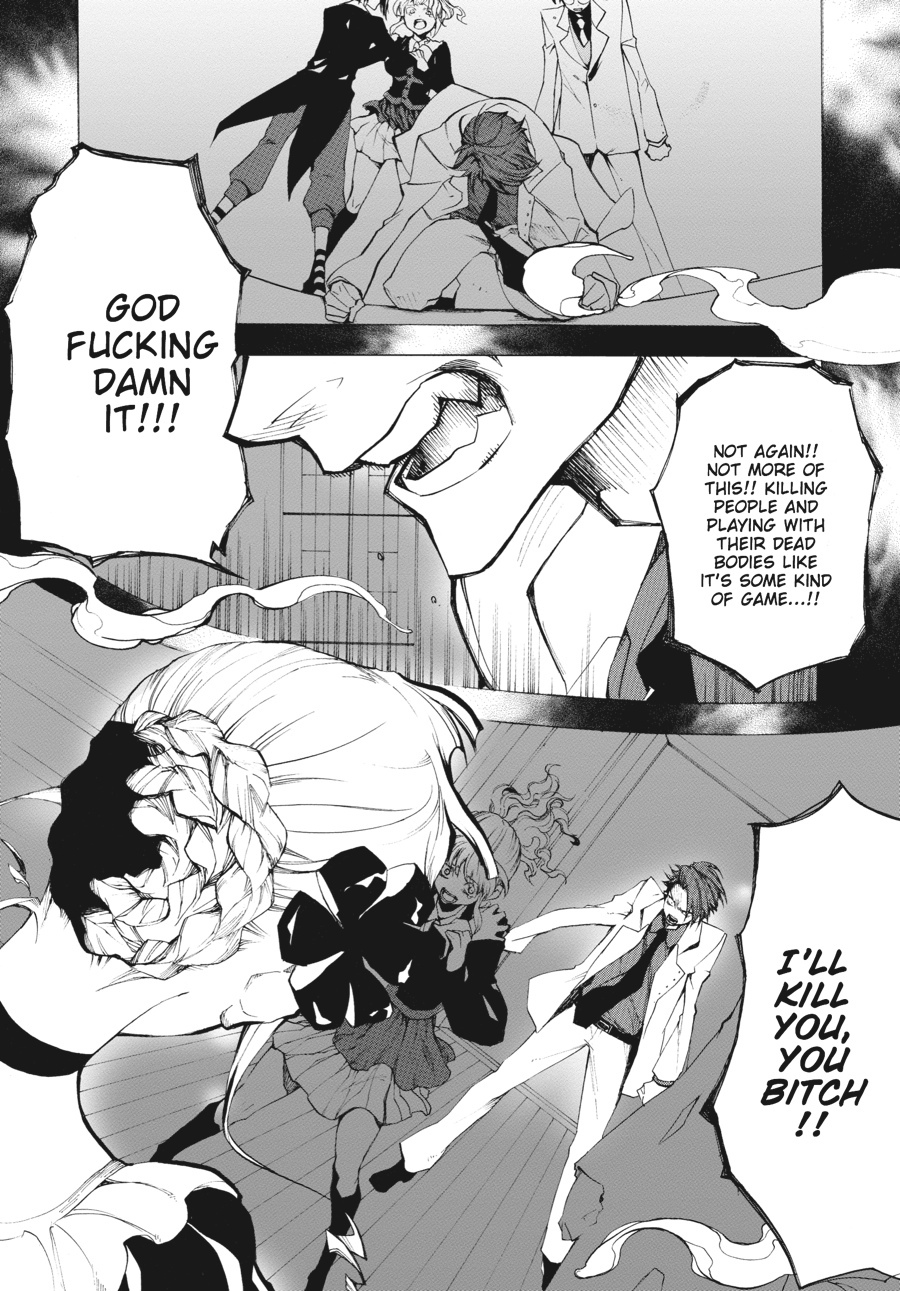 GOD
FUCKING
DAMN
IT!!!
NOT AGAIN!!
NOT MORE OF
THIS!! KILLING
PEOPLE AND
PLAYING WITH
THEIR DEAD
BODIES LIKE
IT'S SOME KIND
OF GAME...!!
I'LL
KILL
YOU,
YOU
BITCH
!!